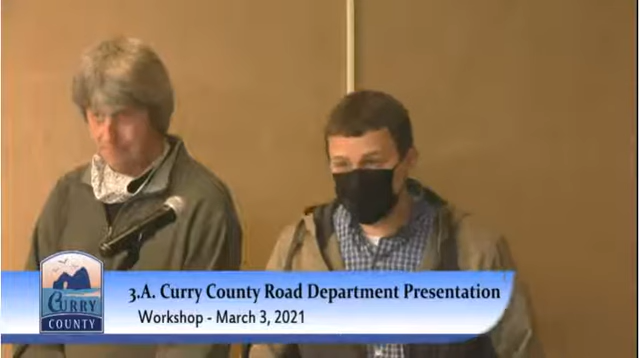 3.A. Curry County Road Department Presentation
Workshop - March 3, 2021
CURRY
COUNTY